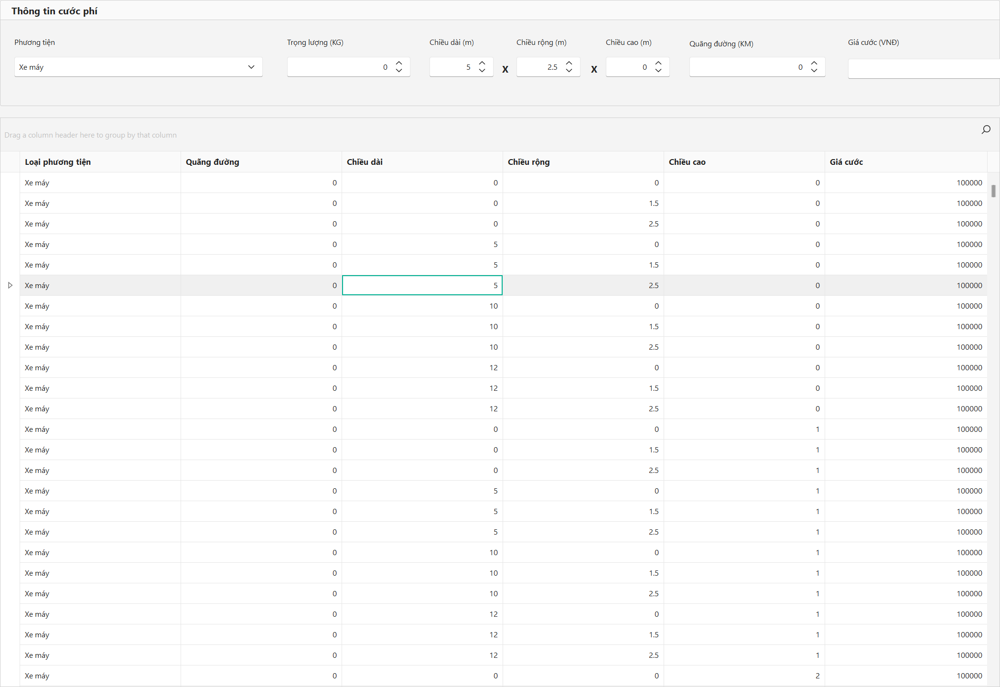 Thông tin cước phí
Phương tiện Trọng lượng (KG) Chiều dài (m) Chiều rộng (m) Chiều cao (m) Quãng đường (KM) Giá cước (VNĐ)
Xe máy 0 5 X 2.5 X 0 0
Drag a column header here to group by that column
Loại phương tiện Quãng đường Chiều dài Chiều rộng Chiều cao Giá cước
Xe máy 0 0 0 0 100000
Xe máy 0 0 1.5 0 100000
Xe máy 0 0 2.5 0 100000
Xe máy 0 5 0 0 100000
Xe máy 0 5 1.5 0 100000
Xe máy 0 5 2.5 0 100000
Xe máy 0 10 0 0 100000
Xe máy 0 10 1.5 0 100000
Xe máy 0 10 2.5 0 100000
Xe máy 0 12 0 0 100000
Xe máy 0 12 1.5 0 100000
Xe máy 0 12 2.5 0 100000
Xe máy 0 0 0 1 100000
Xe máy 0 0 1.5 1 100000
Xe máy 0 0 2.5 1 100000
Xe máy 0 5 0 1 100000
Xe máy 0 5 1.5 1 100000
Xe máy 0 5 2.5 1 100000
Xe máy 0 10 0 1 100000
Xe máy 0 10 1.5 1 100000
Xe máy 0 10 2.5 1 100000
Xe máy 0 12 0 1 100000
Xe máy 0 12 1.5 1 100000
Xe máy 0 12 2.5 1 100000
Xe máy 0 0 0 2 100000